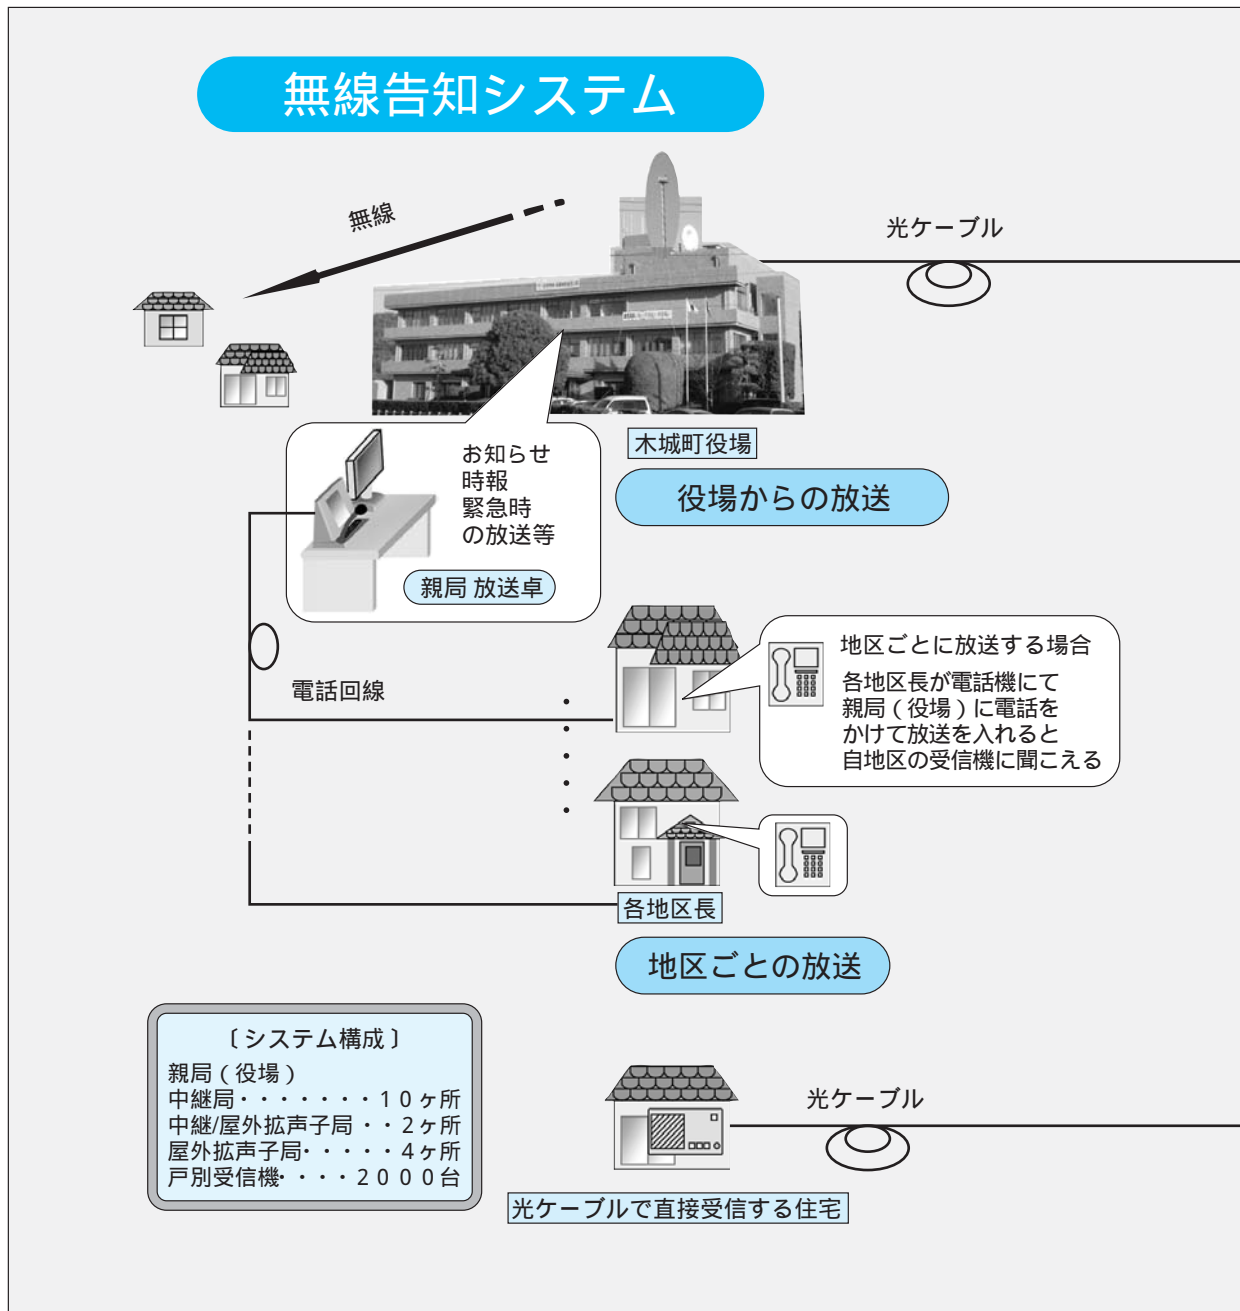 無線告知システム
無線
光ケーブル
木城町役場
役場からの放送
お知らせ
時報
緊急時
の放送等
親局 放送卓
電話回線
地区ごとに放送する場合
各地区長が電話機にて
親局(役場)に電話を
かけて放送を入れると
自地区の受信機に聞こえる
各地区長
地区ごとの放送
〔システム構成〕
親局(役場)
中継局・・・・・・・10ヶ所
中継/屋外拡声子局・・2ヶ所
屋外拡声子局・・・・・4ヶ所
戸別受信機・・・・2000台
光ケーブル
光ケーブルで直接受信する住宅